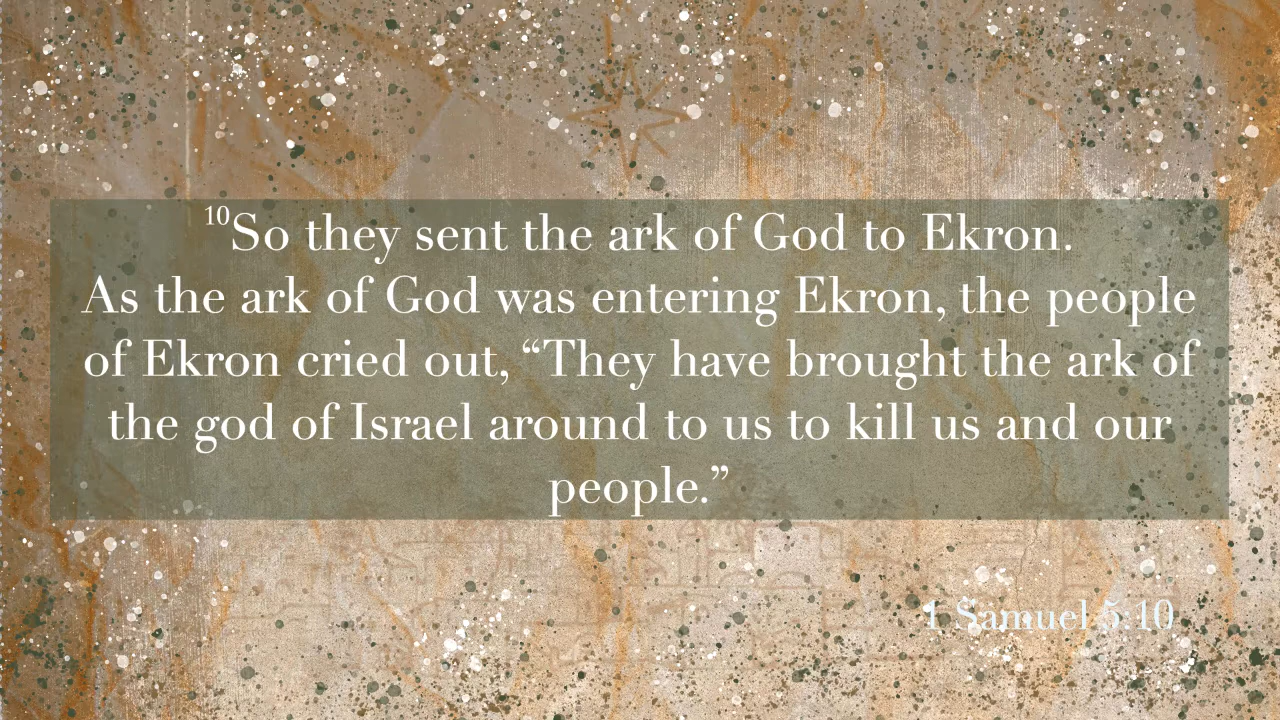 ¹⁰So they sent the ark of God to Ekron.
As the ark of God was entering Ekron, the people
of Ekron cried out, “They have brought the ark of
the god of Israel around to us to kill us and our
people.”
1 Samuel 5:10